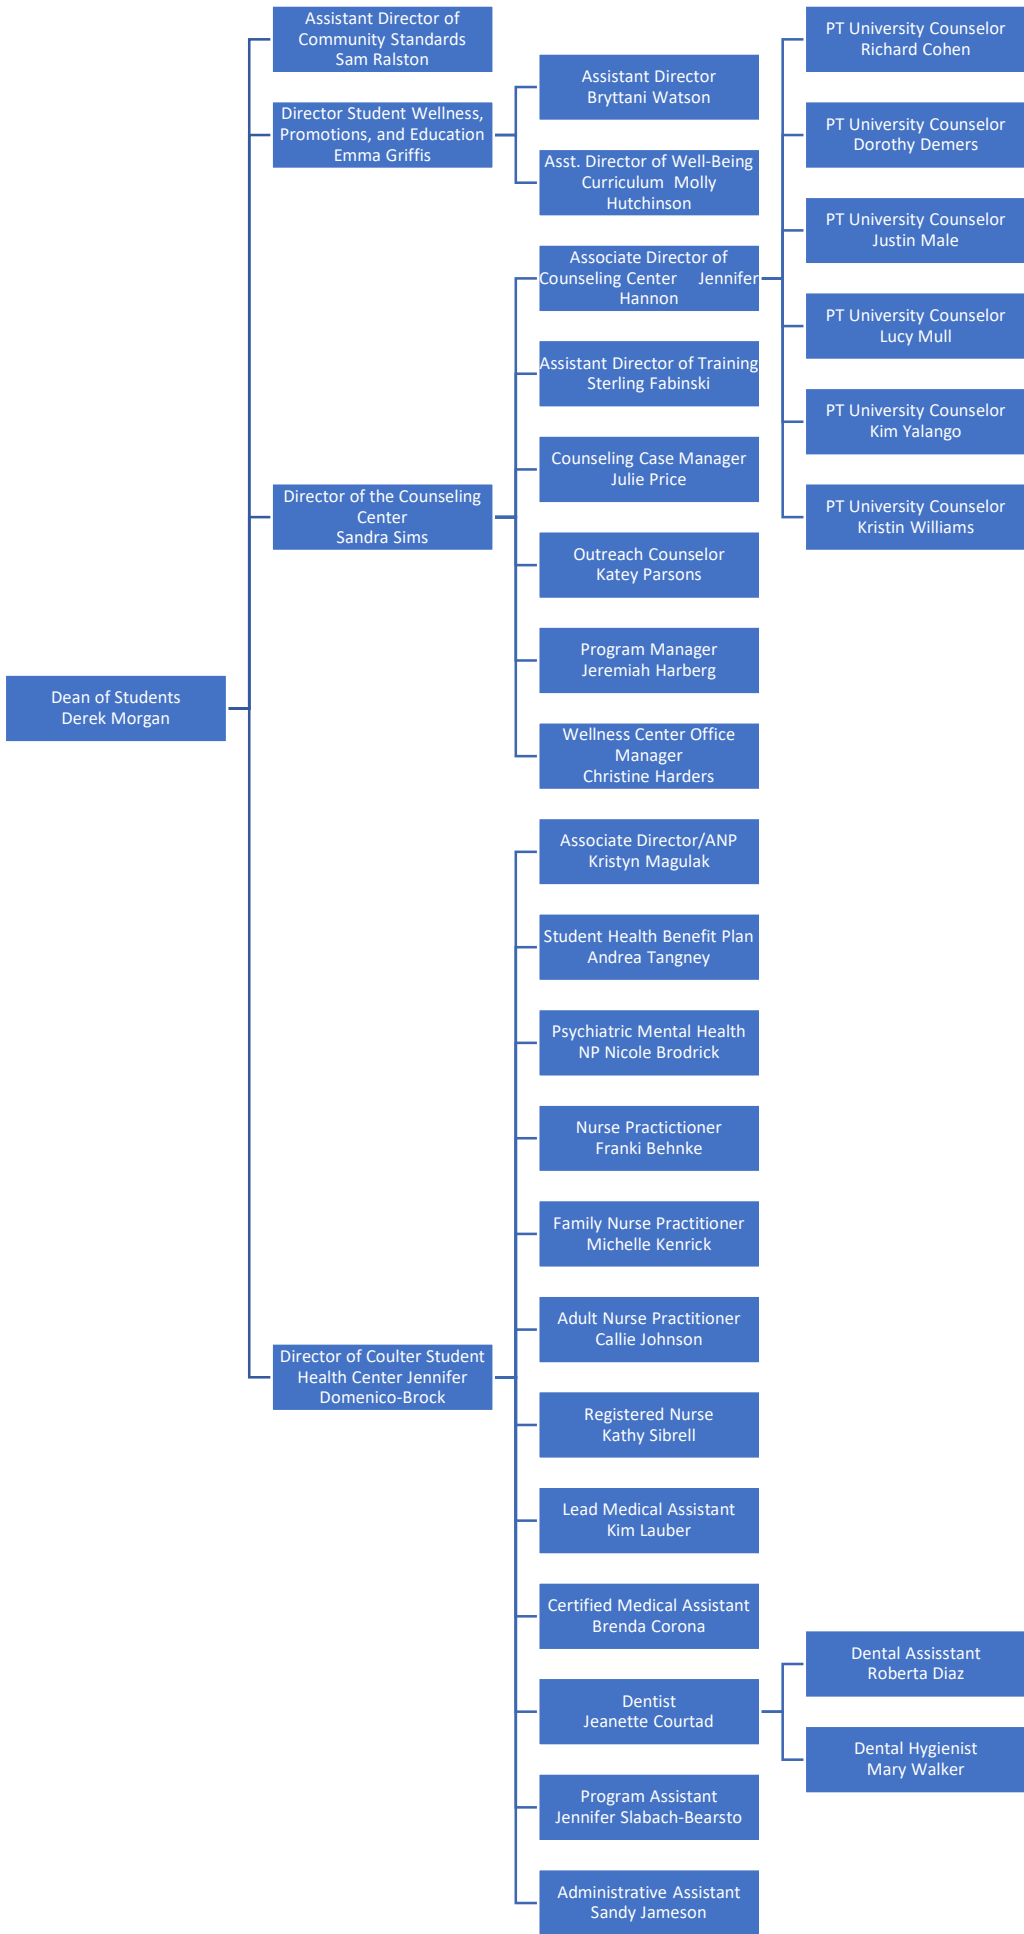 Dean of Students
Derek Morgan
Assistant Director of
Community Standards
Sam Ralston
Director Student Wellness,
Promotions, and Education
Emma Griffis
Assistant Director
Bryttani Watson
Asst. Director of Well-Being
Curriculum Molly
Hutchinson
Director of the Counseling
Center
Sandra Sims
Associate Director of
Counseling Center Jennifer
Hannon
PT University Counselor
Richard Cohen
PT University Counselor
Dorothy Demers
PT University Counselor
Justin Male
PT University Counselor
Lucy Mull
PT University Counselor
Kim Yalango
PT University Counselor
Kristin Williams
Assistant Director of Training
Sterling Fabinski
Counseling Case Manager
Julie Price
Outreach Counselor
Katey Parsons
Program Manager
Jeremiah Harberg
Wellness Center Office
Manager
Christine Harders
Director of Coulter Student
Health Center Jennifer
Domenico-Brock
Associate Director/ANP
Kristyn Magulak
Student Health Benefit Plan
Andrea Tangney
Psychiatric Mental Health
NP Nicole Brodrick
Nurse Practictioner
Franki Behnke
Family Nurse Practitioner
Michelle Kenrick
Adult Nurse Practitioner
Callie Johnson
Registered Nurse
Kathy Sibrell
Lead Medical Assistant
Kim Lauber
Certified Medical Assistant
Brenda Corona
Dentist
Jeanette Courtad
Dental Assisstant
Roberta Diaz
Dental Hygienist
Mary Walker
Program Assistant
Jennifer Slabach-Bearsto
Administrative Assistant
Sandy Jameson